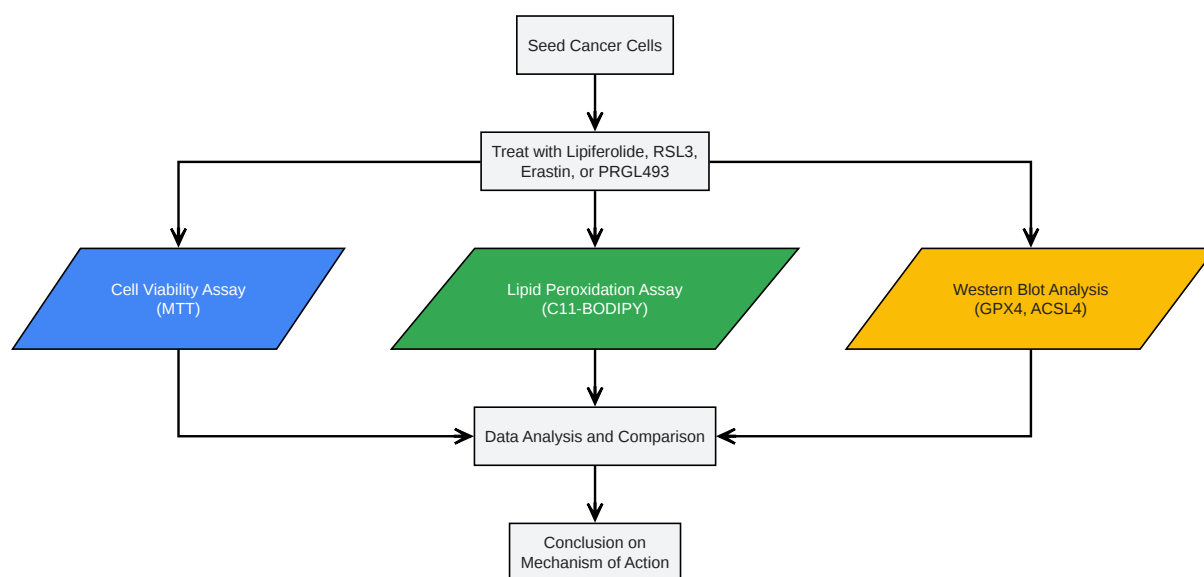 Seed Cancer Cells
Treat with Lipiferolide, RSL3,
Erastin, or PRGL493
Cell Viability Assay
(MTT)
Lipid Peroxidation Assay
(C11-BODIPY)
Western Blot Analysis
(GPX4, ACSL4)
Data Analysis and Comparison
Conclusion on
Mechanism of Action